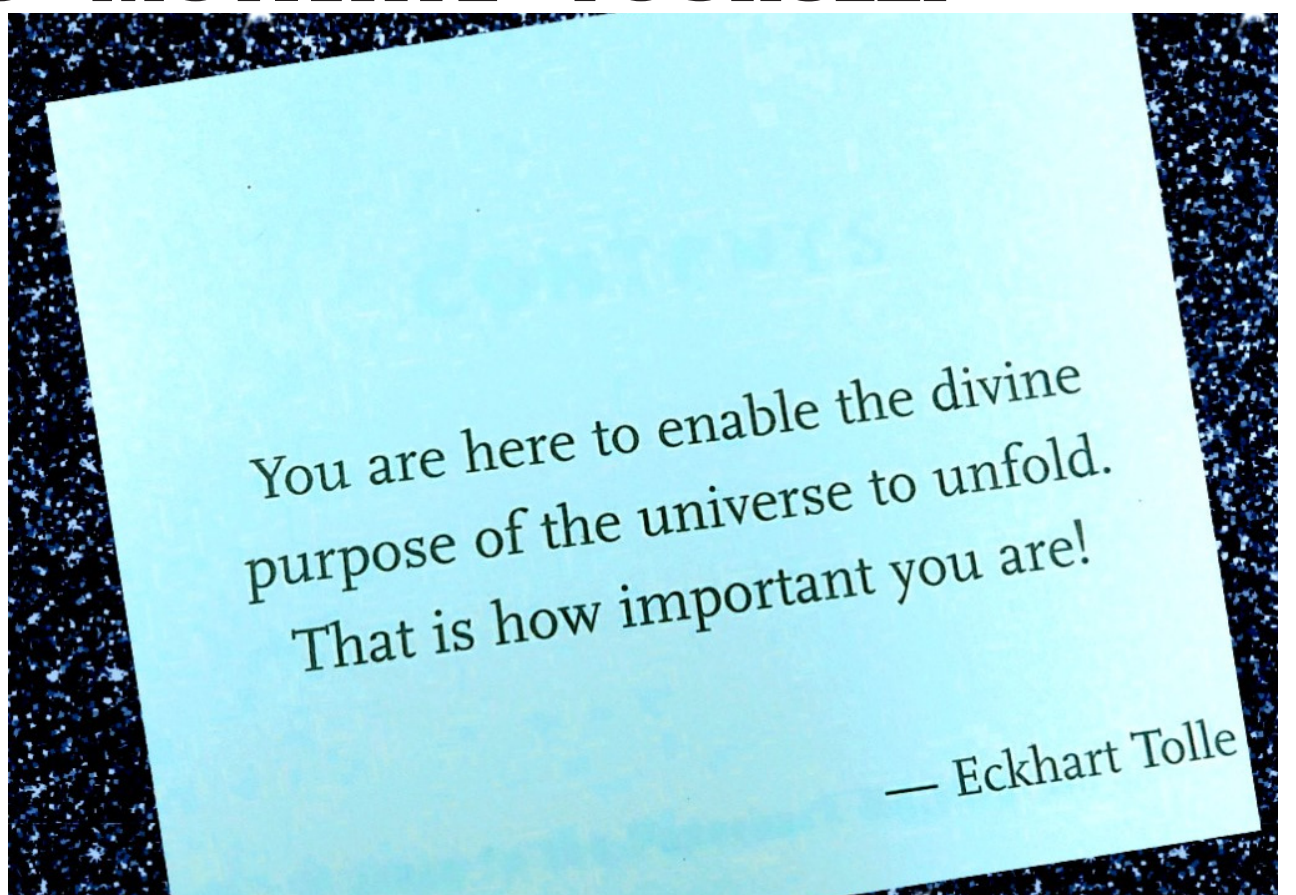 You are here to enable the divine
purpose of the universe to unfold.
That is how important you are!
— Eckhart Tolle